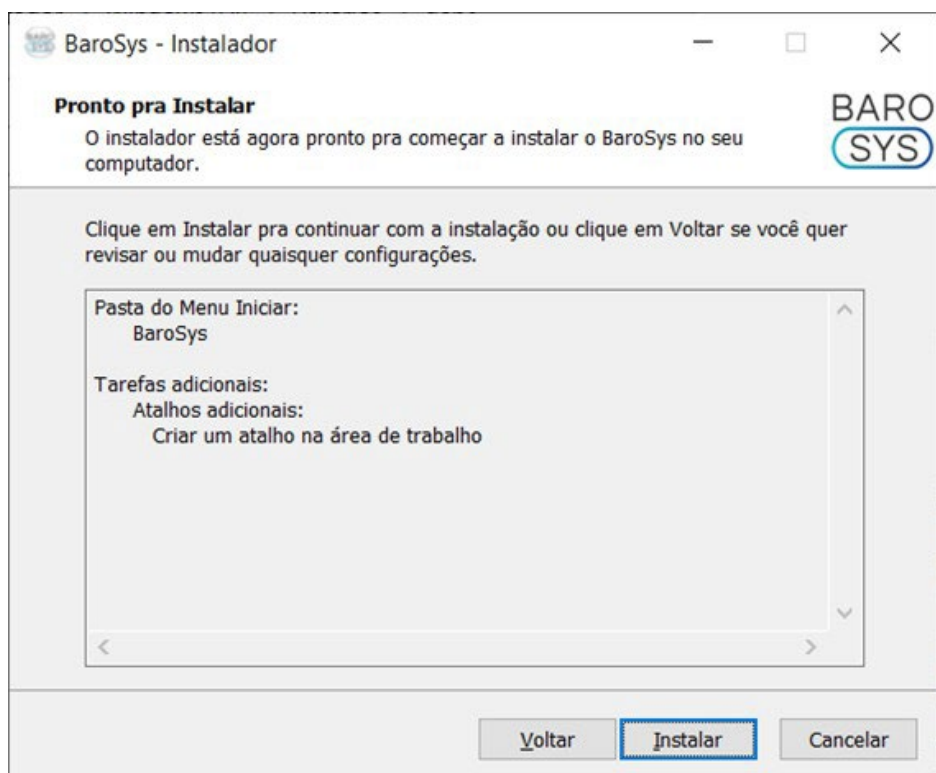 BaroSys - Instalador
Pronto pra Instalar
O instalador está agora pronto pra começar a instalar o BaroSys no seu
computador.
BARO
SYS
Clique em Instalar pra continuar com a instalação ou clique em Voltar se você quer
revisar ou mudar quaisquer configurações.
Pasta do Menu Iniciar:
BaroSys
Tarefas adicionais:
Atalhos adicionais:
Criar um atalho na área de trabalho
Voltar
Instalar
Cancelar